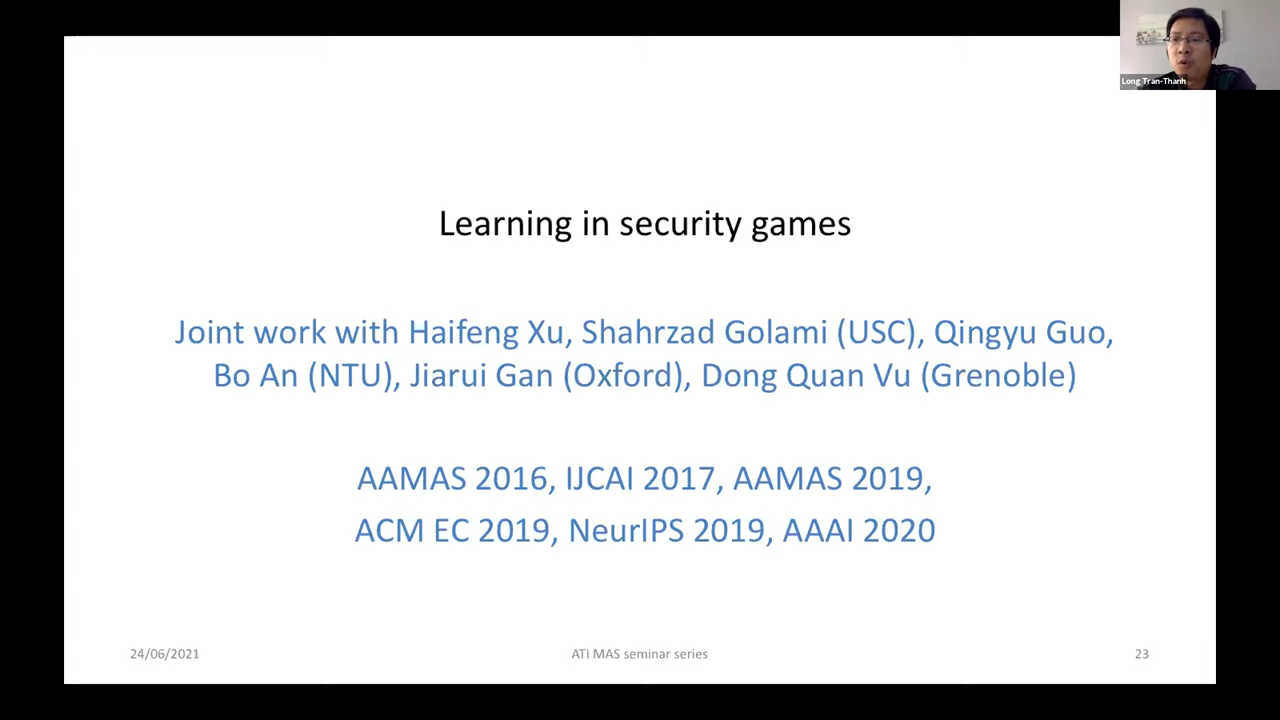 Long Tran-Thanh
Learning in security games
Joint work with Haifeng Xu, Shahrzad Golami (USC), Qingyu Guo,
Bo An (NTU), Jiarui Gan (Oxford), Dong Quan Vu (Grenoble)
AAMAS 2016, IJCAI 2017, AAMAS 2019,
ACM EC 2019, NeurIPS 2019, AAAI 2020
24/06/2021
ATI MAS seminar series
23